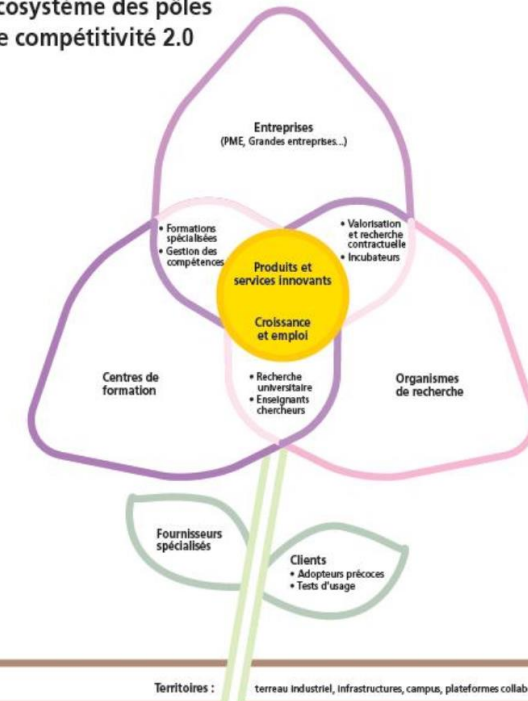 cosystème des pôles
e compétitivité 2.0
Entreprises
(PME, Grandes entreprises...)
• Formations
spécialisées
• Gestion des
compétences
• Valorisation
et recherche
contractuelle
• Incubateurs
Produits et
services innovants
Croissance
et emploi
Centres de
formation
• Recherche
universitaire
• Enseignants
chercheurs
Organismes
de recherche
Fournisseurs
spécialisés
Clients
• Adopteurs précoces
• Tests d'usage
Territoires : terreau industriel, infrastructures, campus, plateformes collab